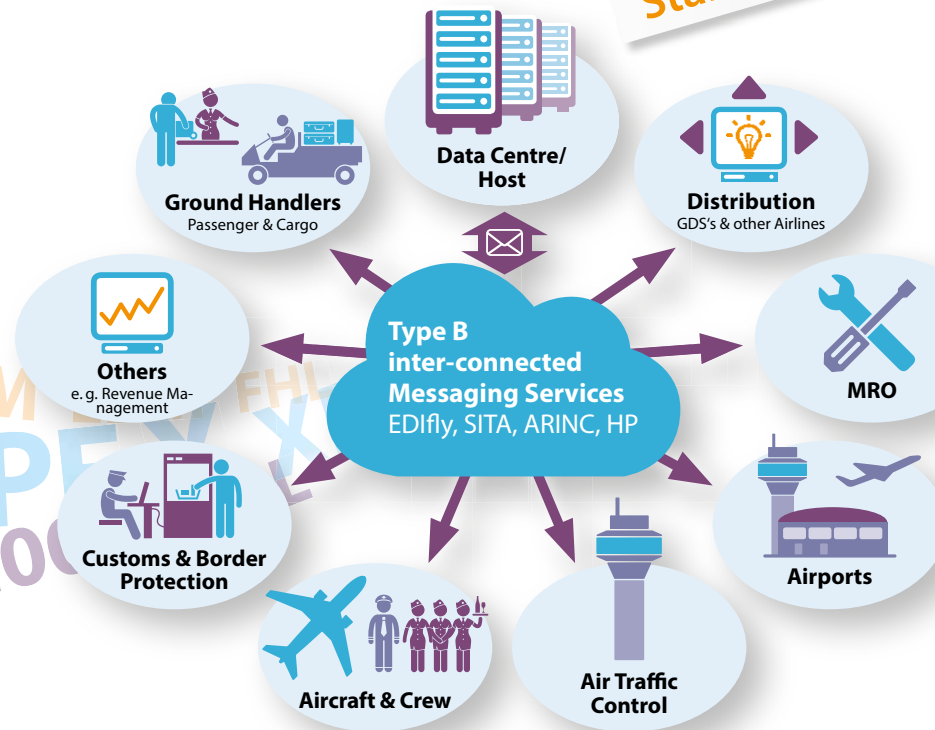 Data Centre/
Host
Ground Handlers
Passenger & Cargo
Distribution
GDS's & other Airlines
Type B
inter-connected
Messaging Services
EDIfly, SITA, ARINC, HP
Others
e. g. Revenue Ma-
nagement
MRO
FHL
Customs & Border
Protection
Airports
Aircraft & Crew
Air Traffic
Control